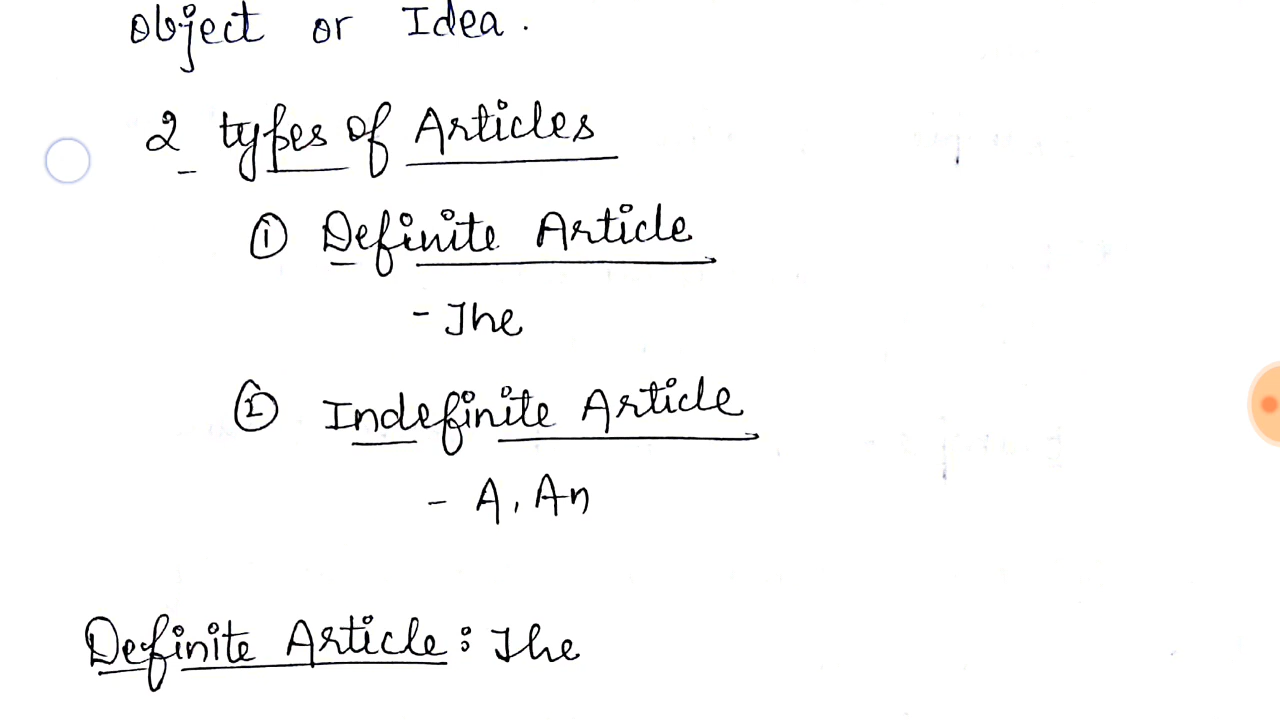 object or Idea.
2 types of Articles
① Definite Article
- The
② Indefinite Article
- A, An
Definite Article : The